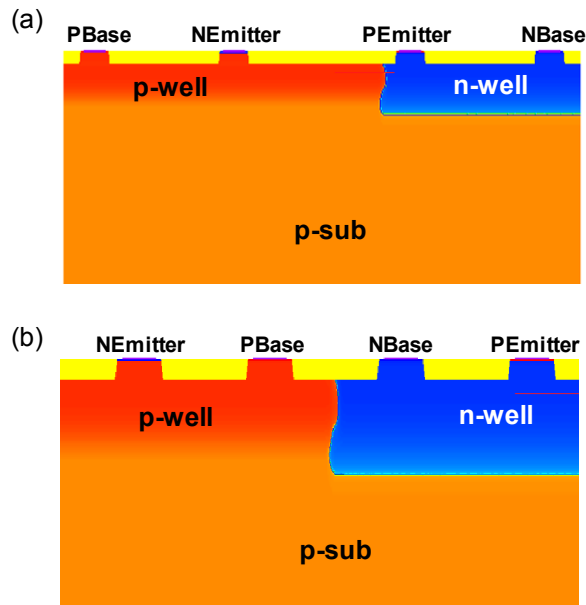 (a)
PBase NEmitter PEmitter NBase
p-well n-well
p-sub
(b)
NEmitter PBase NBase PEmitter
p-well n-well
p-sub